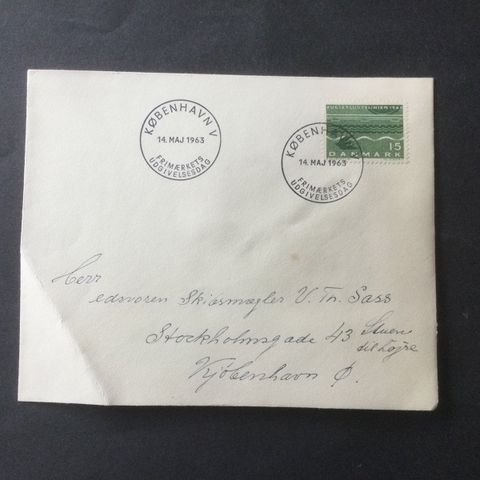 KØBENHAVN V
14. MAJ 1963
FRIMÆRKETS
UDGIVELSESDAG
KØBENHAVN
14. MAJ 1963
FRIMÆRKETS
UDGIVELSESDAG
15
DANMARK
Herr
edsvoren Skibsmægler V. Th. Sass
Stockholmsgade 43 Stuen
til højre
Kjøbenhavn Ø.